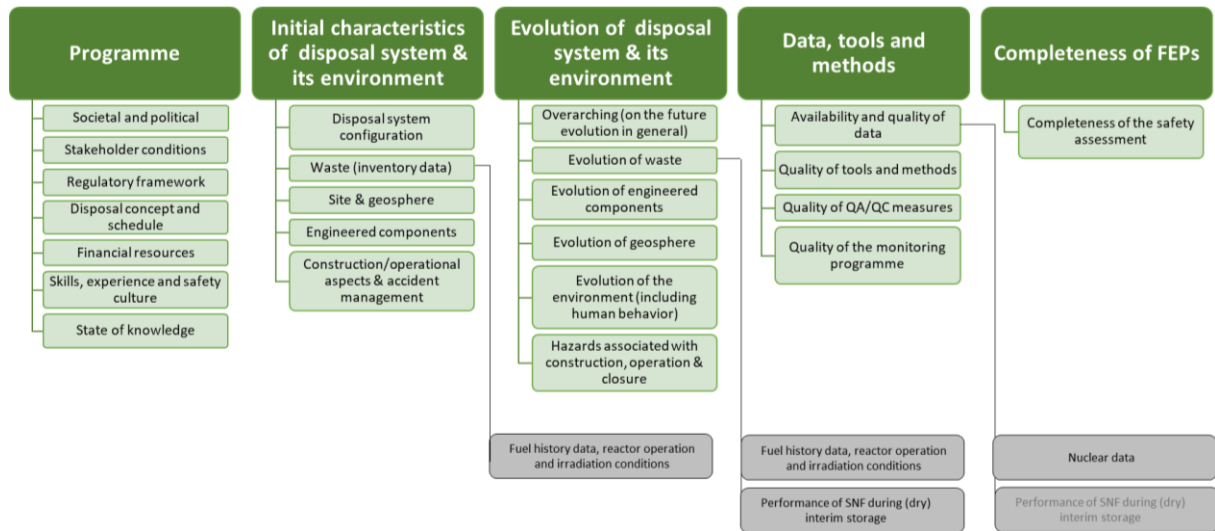 Programme
Societal and political
Stakeholder conditions
Regulatory framework
Disposal concept and
schedule
Financial resources
Skills, experience and safety
culture
State of knowledge
Initial characteristics
of disposal system &
its environment
Disposal system
configuration
Waste (inventory data)
Site & geosphere
Engineered components
Construction/operational
aspects & accident
management
Fuel history data, reactor operation
and irradiation conditions
Evolution of disposal
system & its
environment
Overarching (on the future
evolution in general)
Evolution of waste
Evolution of engineered
components
Evolution of geosphere
Evolution of the
environment (including
human behavior)
Hazards associated with
construction, operation &
closure
Fuel history data, reactor operation
and irradiation conditions
Performance of SNF during (dry)
interim storage
Data, tools and
methods
Availability and quality of
data
Quality of tools and methods
Quality of QA/QC measures
Quality of the monitoring
programme
Nuclear data
Performance of SNF during (dry)
interim storage
Completeness of FEPs
Completeness of the safety
assessment